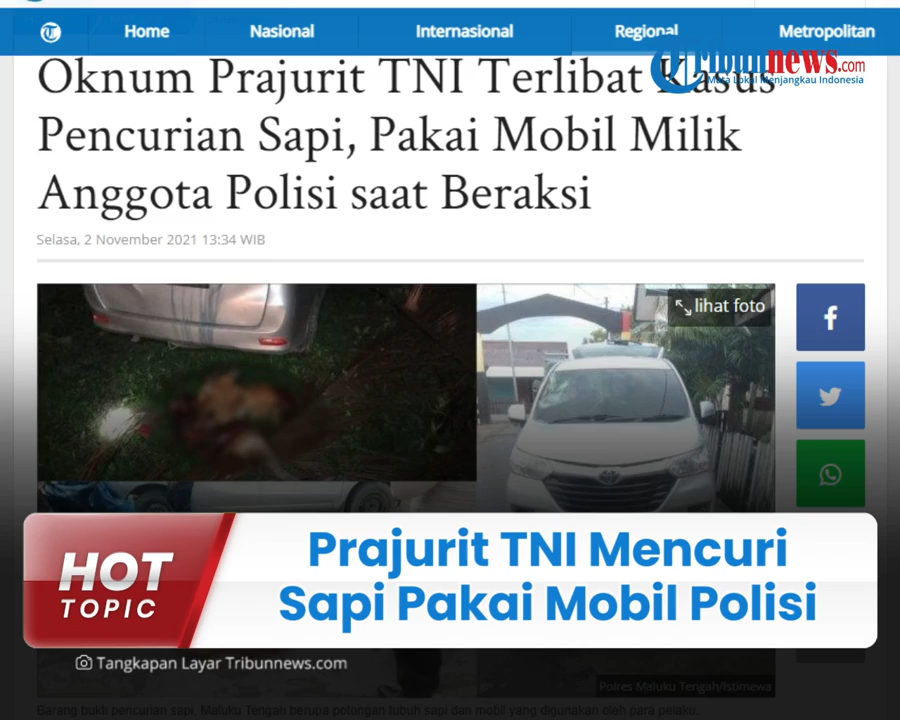 Home Nasional Internasional Regional Metropolitan
Tribunnews.com
Mata Lokal Menjangkau Indonesia
Oknum Prajurit TNI Terlibat Kasus
Pencurian Sapi, Pakai Mobil Milik
Anggota Polisi saat Beraksi
Selasa, 2 November 2021 13:34 WIB
lihat foto
HOT
TOPIC
Prajurit TNI Mencuri
Sapi Pakai Mobil Polisi
Tangkapan Layar Tribunnews.com
Polres Maluku Tengah/Istimewa
Barang bukti pencurian sapi, Maluku Tengah berupa potongan tubuh sapi dan mobil yang digunakan oleh para pelaku.